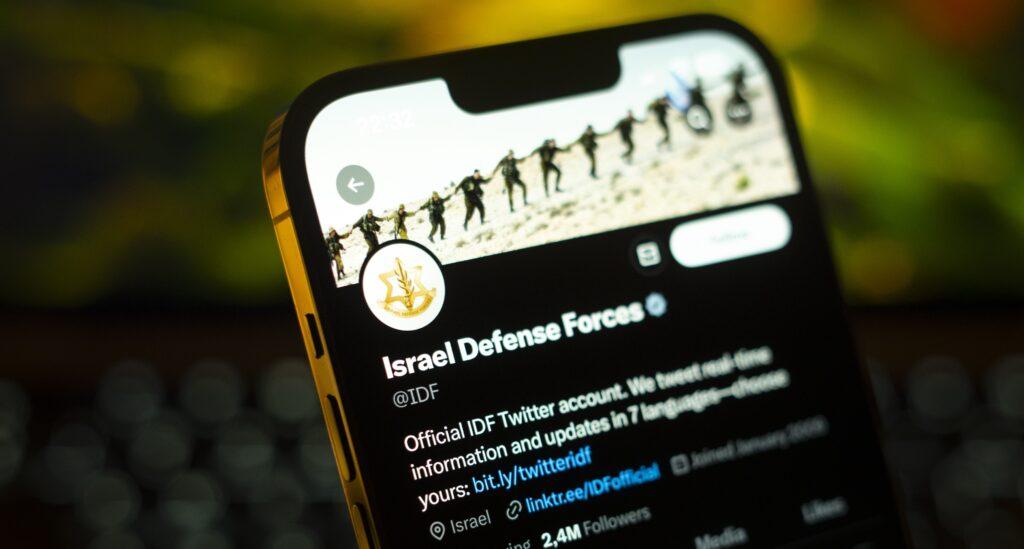 22:32
Israel Defense Forces
@IDF
Official IDF Twitter account. We tweet real-time
information and updates in 7 languages—choose
yours: bit.ly/twitteridf
Israel linktr.ee/IDFofficial Joined January
2,4M Followers
Media Likes